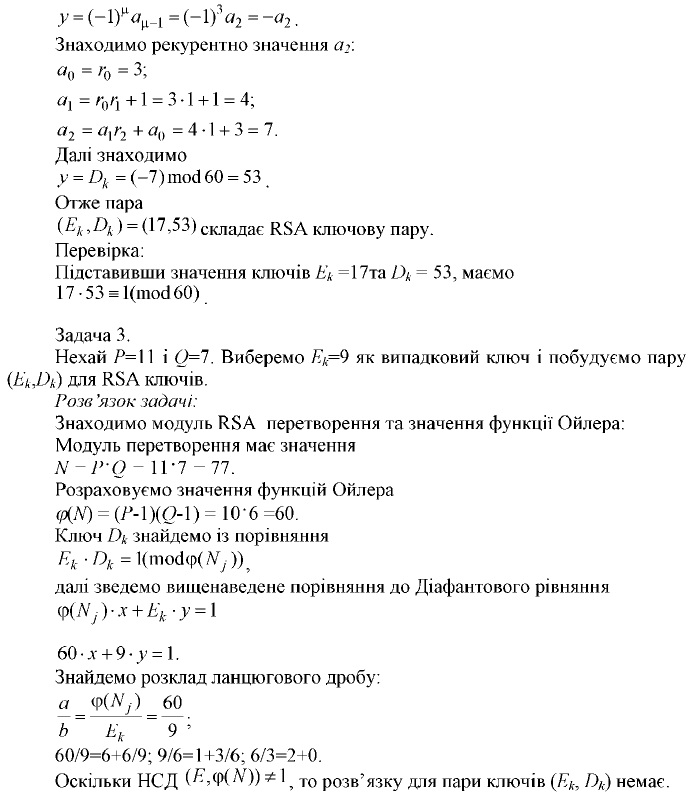 y = (−1)^μ a_{μ−1} = (−1)^3 a_2 = −a_2 .
Знаходимо рекурентно значення a_2:
a_0 = r_0 = 3;
a_1 = r_0 r_1 + 1 = 3·1 + 1 = 4;
a_2 = a_1 r_2 + a_0 = 4·1 + 3 = 7.
Далі знаходимо
y = D_k = (−7) mod 60 = 53 .
Отже пара
(E_k, D_k) = (17,53) складає RSA ключову пару.
Перевірка:
Підставивши значення ключів E_k =17та D_k = 53, маємо
17 · 53 ≡ 1(mod 60) .
Задача 3.
Нехай P=11 і Q=7. Виберемо E_k=9 як випадковий ключ і побудуємо пару
(E_k,D_k) для RSA ключів.
Розв’язок задачі:
Знаходимо модуль RSA перетворення та значення функції Ойлера:
Модуль перетворення має значення
N = P·Q = 11·7 = 77.
Розраховуємо значення функцій Ойлера
φ(N) = (P-1)(Q-1) = 10·6 =60.
Ключ D_k знайдемо із порівняння
E_k · D_k = 1(mod φ(N_j)),
далі зведемо вищенаведене порівняння до Діафантового рівняння
φ(N_j) · x + E_k · y = 1
60 · x + 9 · y = 1.
Знайдемо розклад ланцюгового дробу:
a/b = φ(N_j)/E_k = 60/9 ;
60/9=6+6/9; 9/6=1+3/6; 6/3=2+0.
Оскільки НСД (E, φ(N)) ≠ 1 , то розв’язку для пари ключів (E_k, D_k) немає.